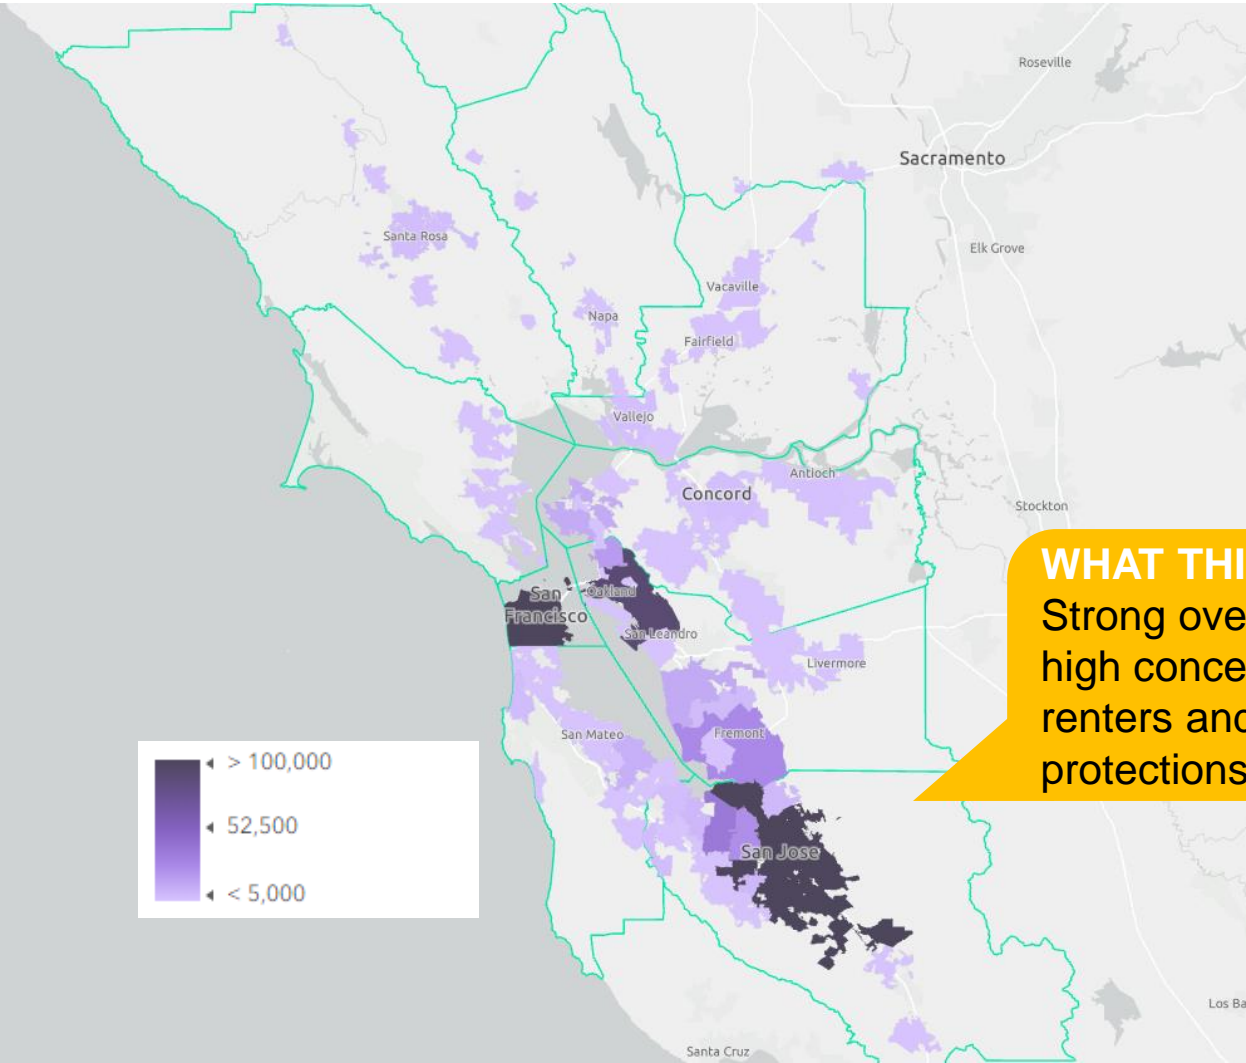 Roseville
Sacramento
Elk Grove
Santa Rosa
Vacaville
Napa
Fairfield
Vallejo
Antioch
Concord
Stockton
San
Francisco
Oakland
San Leandro
Livermore
San Mateo
Fremont
San Jose
Santa Cruz
Los Ba
> 100,000
52,500
< 5,000
WHAT THI
Strong ove
high conce
renters and
protections